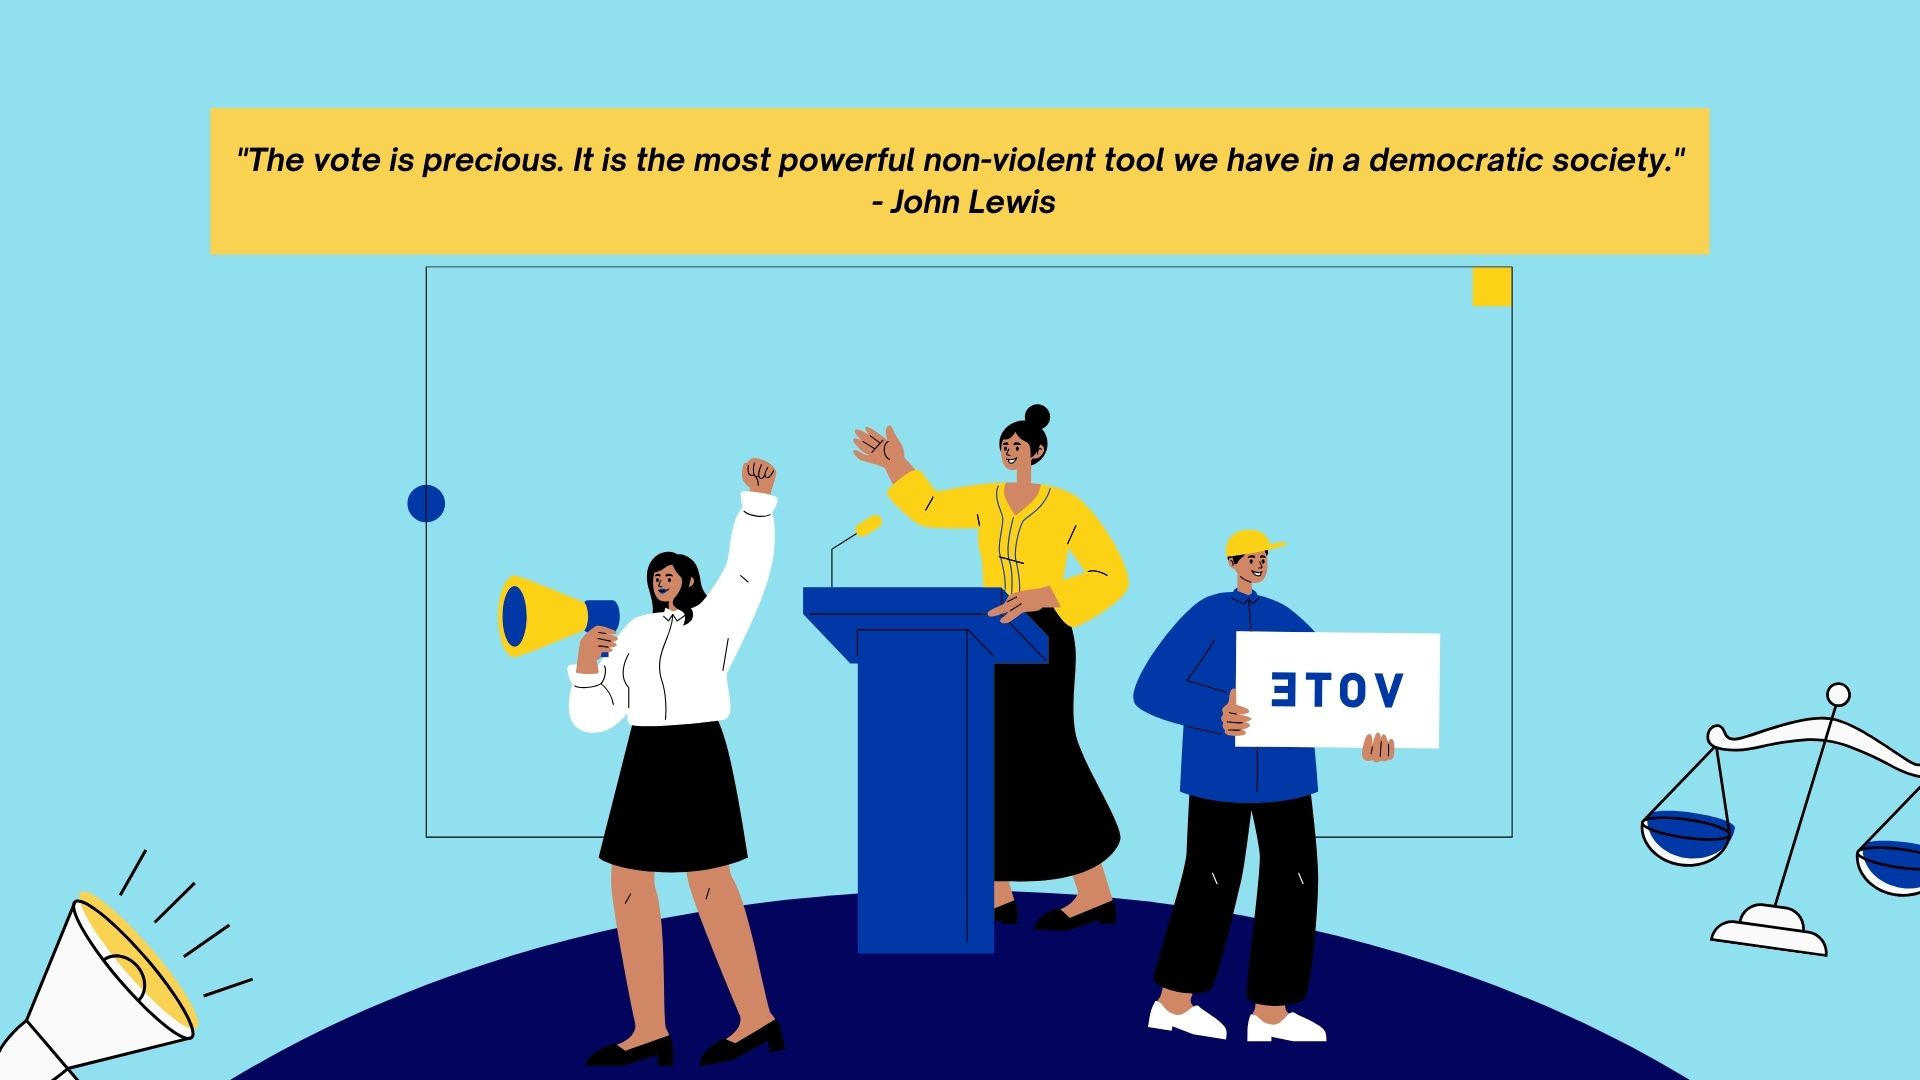 "The vote is precious. It is the most powerful non-violent tool we have in a democratic society."
- John Lewis
VOTE